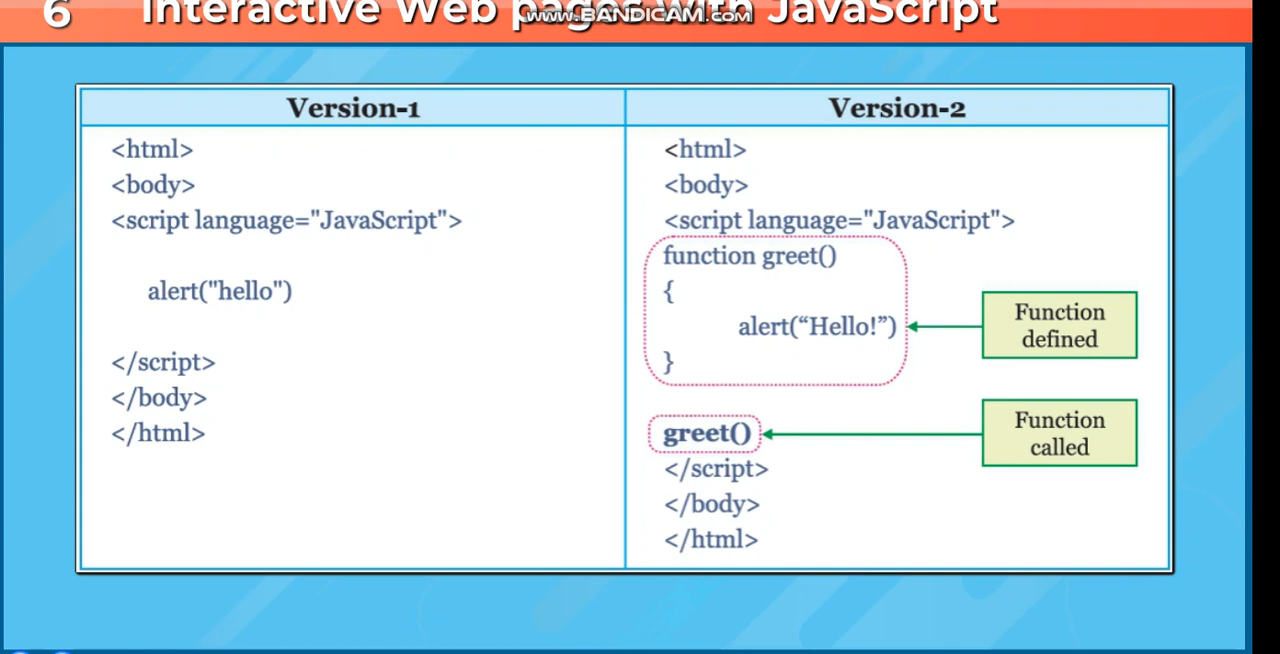 6 Interactive Web pages with JavaScript
www.BANDICAM.com
Version-1
<html>
<body>
<script language="JavaScript">
alert("hello")
</script>
</body>
</html>
Version-2
<html>
<body>
<script language="JavaScript">
function greet()
{
alert(“Hello!”)
}
greet()
</script>
</body>
</html>
Function
defined
Function
called